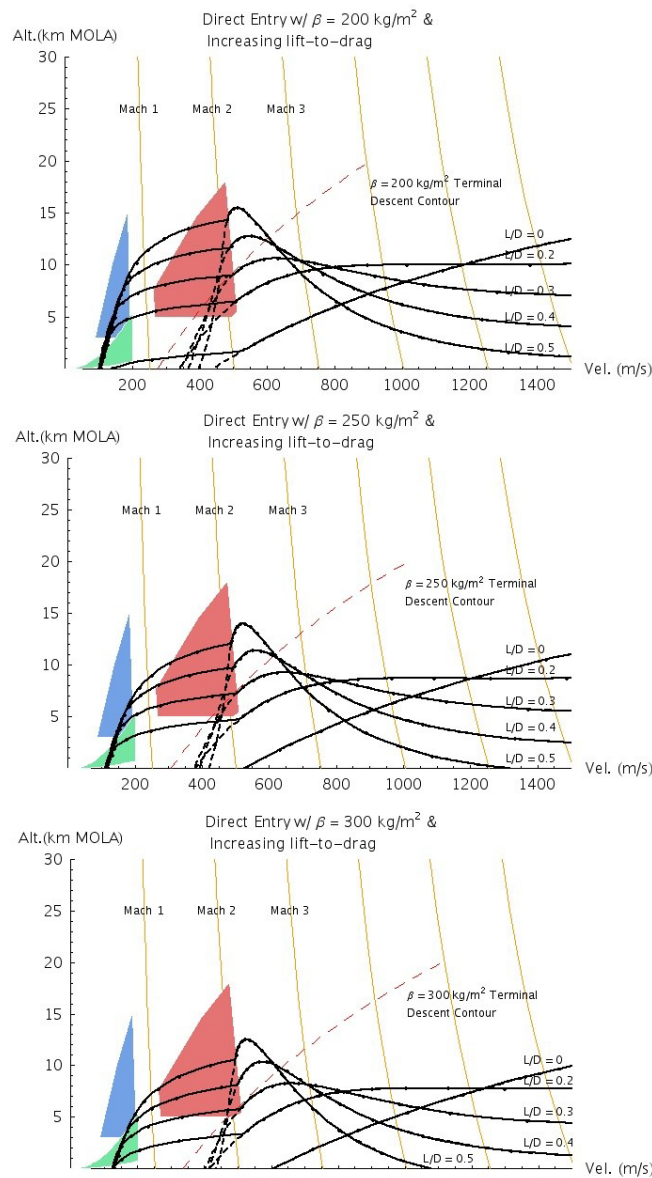 Direct Entry w/ β = 200 kg/m² &
Increasing lift–to–drag
Alt.(km MOLA)
30
25
20
15
10
5
Mach 1
Mach 2
Mach 3
β = 200 kg/m² Terminal
Descent Contour
L/D = 0
L/D = 0.2
L/D = 0.3
L/D = 0.4
L/D = 0.5
200 400 600 800 1000 1200 1400
Vel. (m/s)
Direct Entry w/ β = 250 kg/m² &
Increasing lift–to–drag
Alt.(km MOLA)
30
25
20
15
10
5
Mach 1
Mach 2
Mach 3
β = 250 kg/m² Terminal
Descent Contour
L/D = 0
L/D = 0.2
L/D = 0.3
L/D = 0.4
L/D = 0.5
200 400 600 800 1000 1200 1400
Vel. (m/s)
Direct Entry w/ β = 300 kg/m² &
Increasing lift–to–drag
Alt.(km MOLA)
30
25
20
15
10
5
Mach 1
Mach 2
Mach 3
β = 300 kg/m² Terminal
Descent Contour
L/D = 0
L/D = 0.2
L/D = 0.3
L/D = 0.4
L/D = 0.5
200 400 600 800 1000 1200 1400
Vel. (m/s)